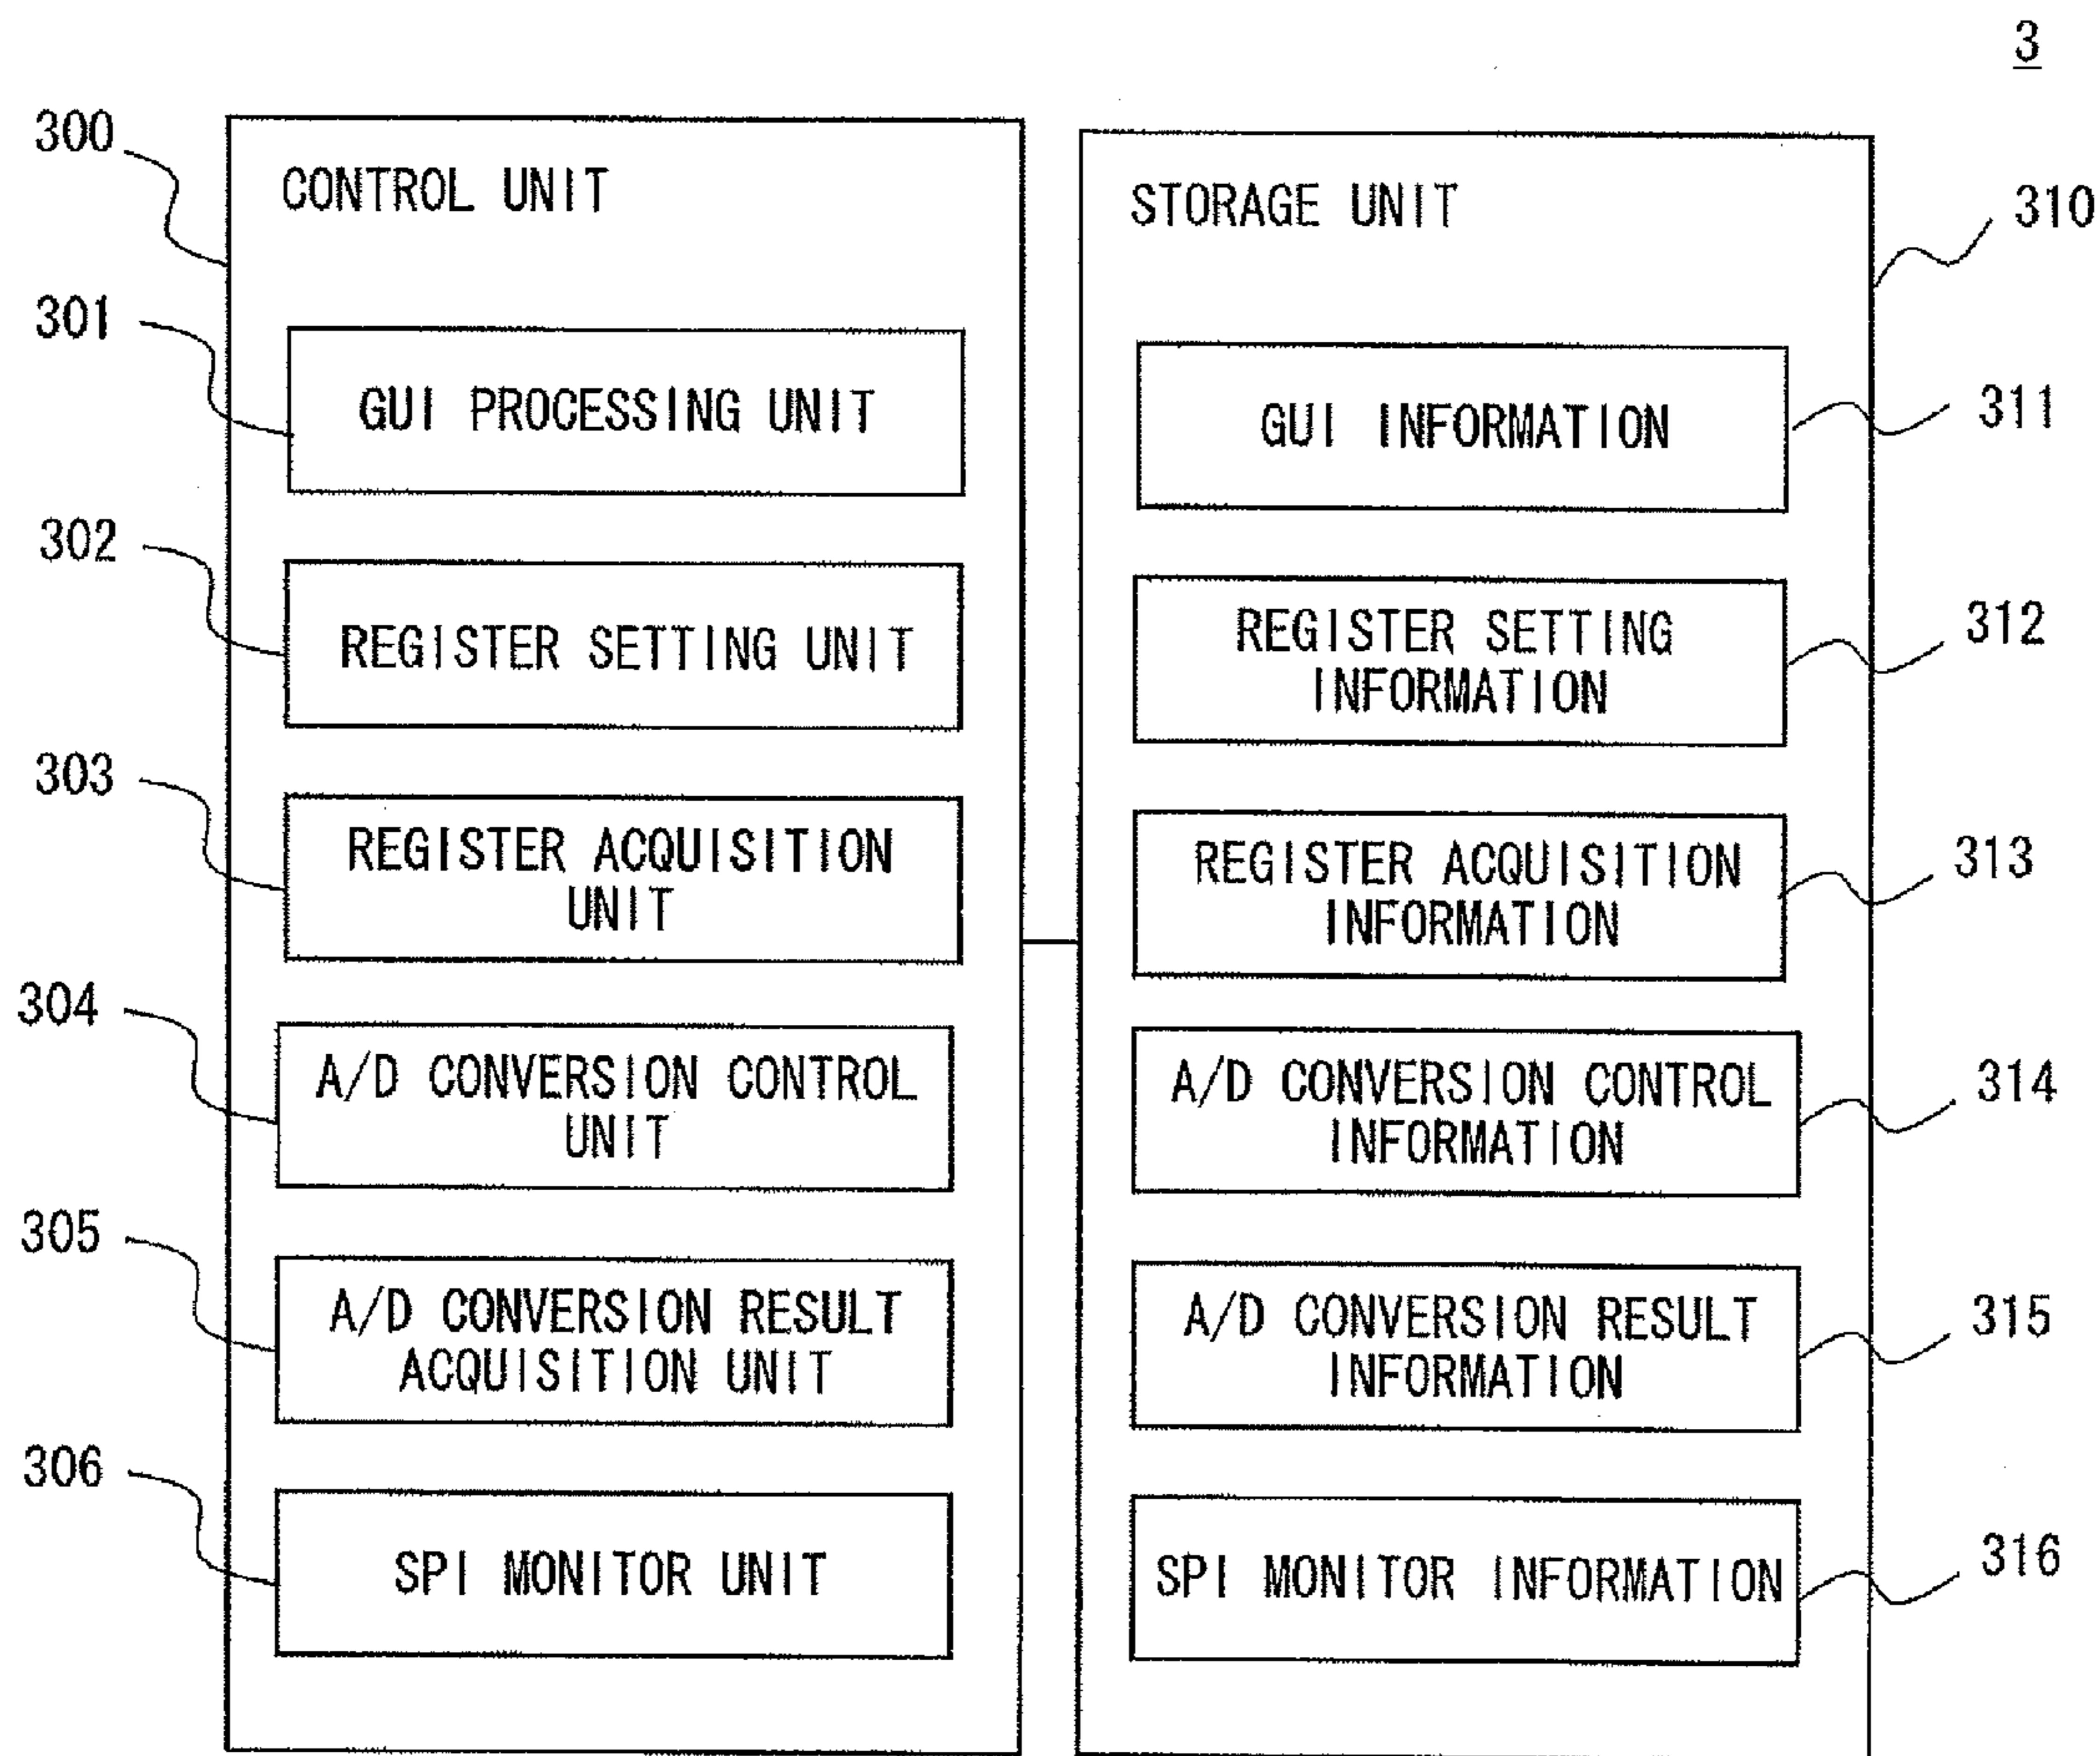 3
300
CONTROL UNIT
301
GUI PROCESSING UNIT
302
REGISTER SETTING UNIT
303
REGISTER ACQUISITION
UNIT
304
A/D CONVERSION CONTROL
UNIT
305
A/D CONVERSION RESULT
ACQUISITION UNIT
306
SPI MONITOR UNIT
STORAGE UNIT
310
GUI INFORMATION
311
REGISTER SETTING
INFORMATION
312
REGISTER ACQUISITION
INFORMATION
313
A/D CONVERSION CONTROL
INFORMATION
314
A/D CONVERSION RESULT
INFORMATION
315
SPI MONITOR INFORMATION
316